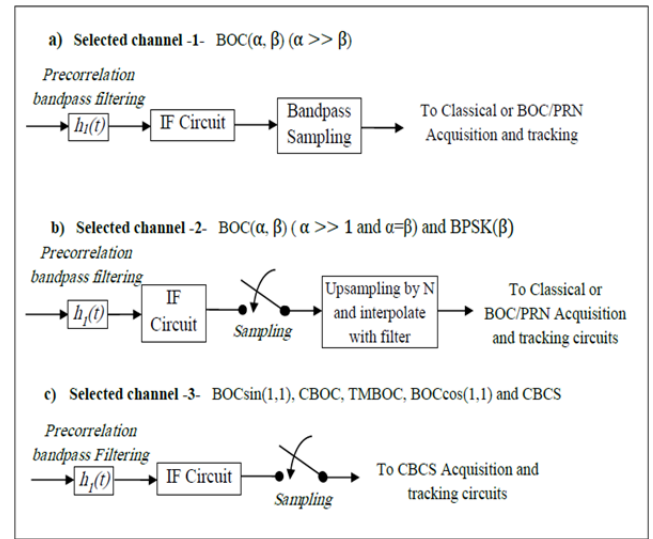 a) Selected channel -1- BOC(α, β) (α >> β)
Precorrelation
bandpass filtering
h₁(t)
IF Circuit
Bandpass
Sampling
To Classical or BOC/PRN
Acquisition and tracking
b) Selected channel -2- BOC(α, β) ( α >> 1 and α=β) and BPSK(β)
Precorrelation
bandpass filtering
h₁(t)
IF
Circuit
Sampling
Upsampling by N
and interpolate
with filter
To Classical or
BOC/PRN Acquisition
and tracking circuits
c) Selected channel -3- BOCsin(1,1), CBOC, TMBOC, BOCcos(1,1) and CBCS
Precorrelation
bandpass Filtering
h₁(t)
IF Circuit
Sampling
To CBCS Acquisition and
tracking circuits